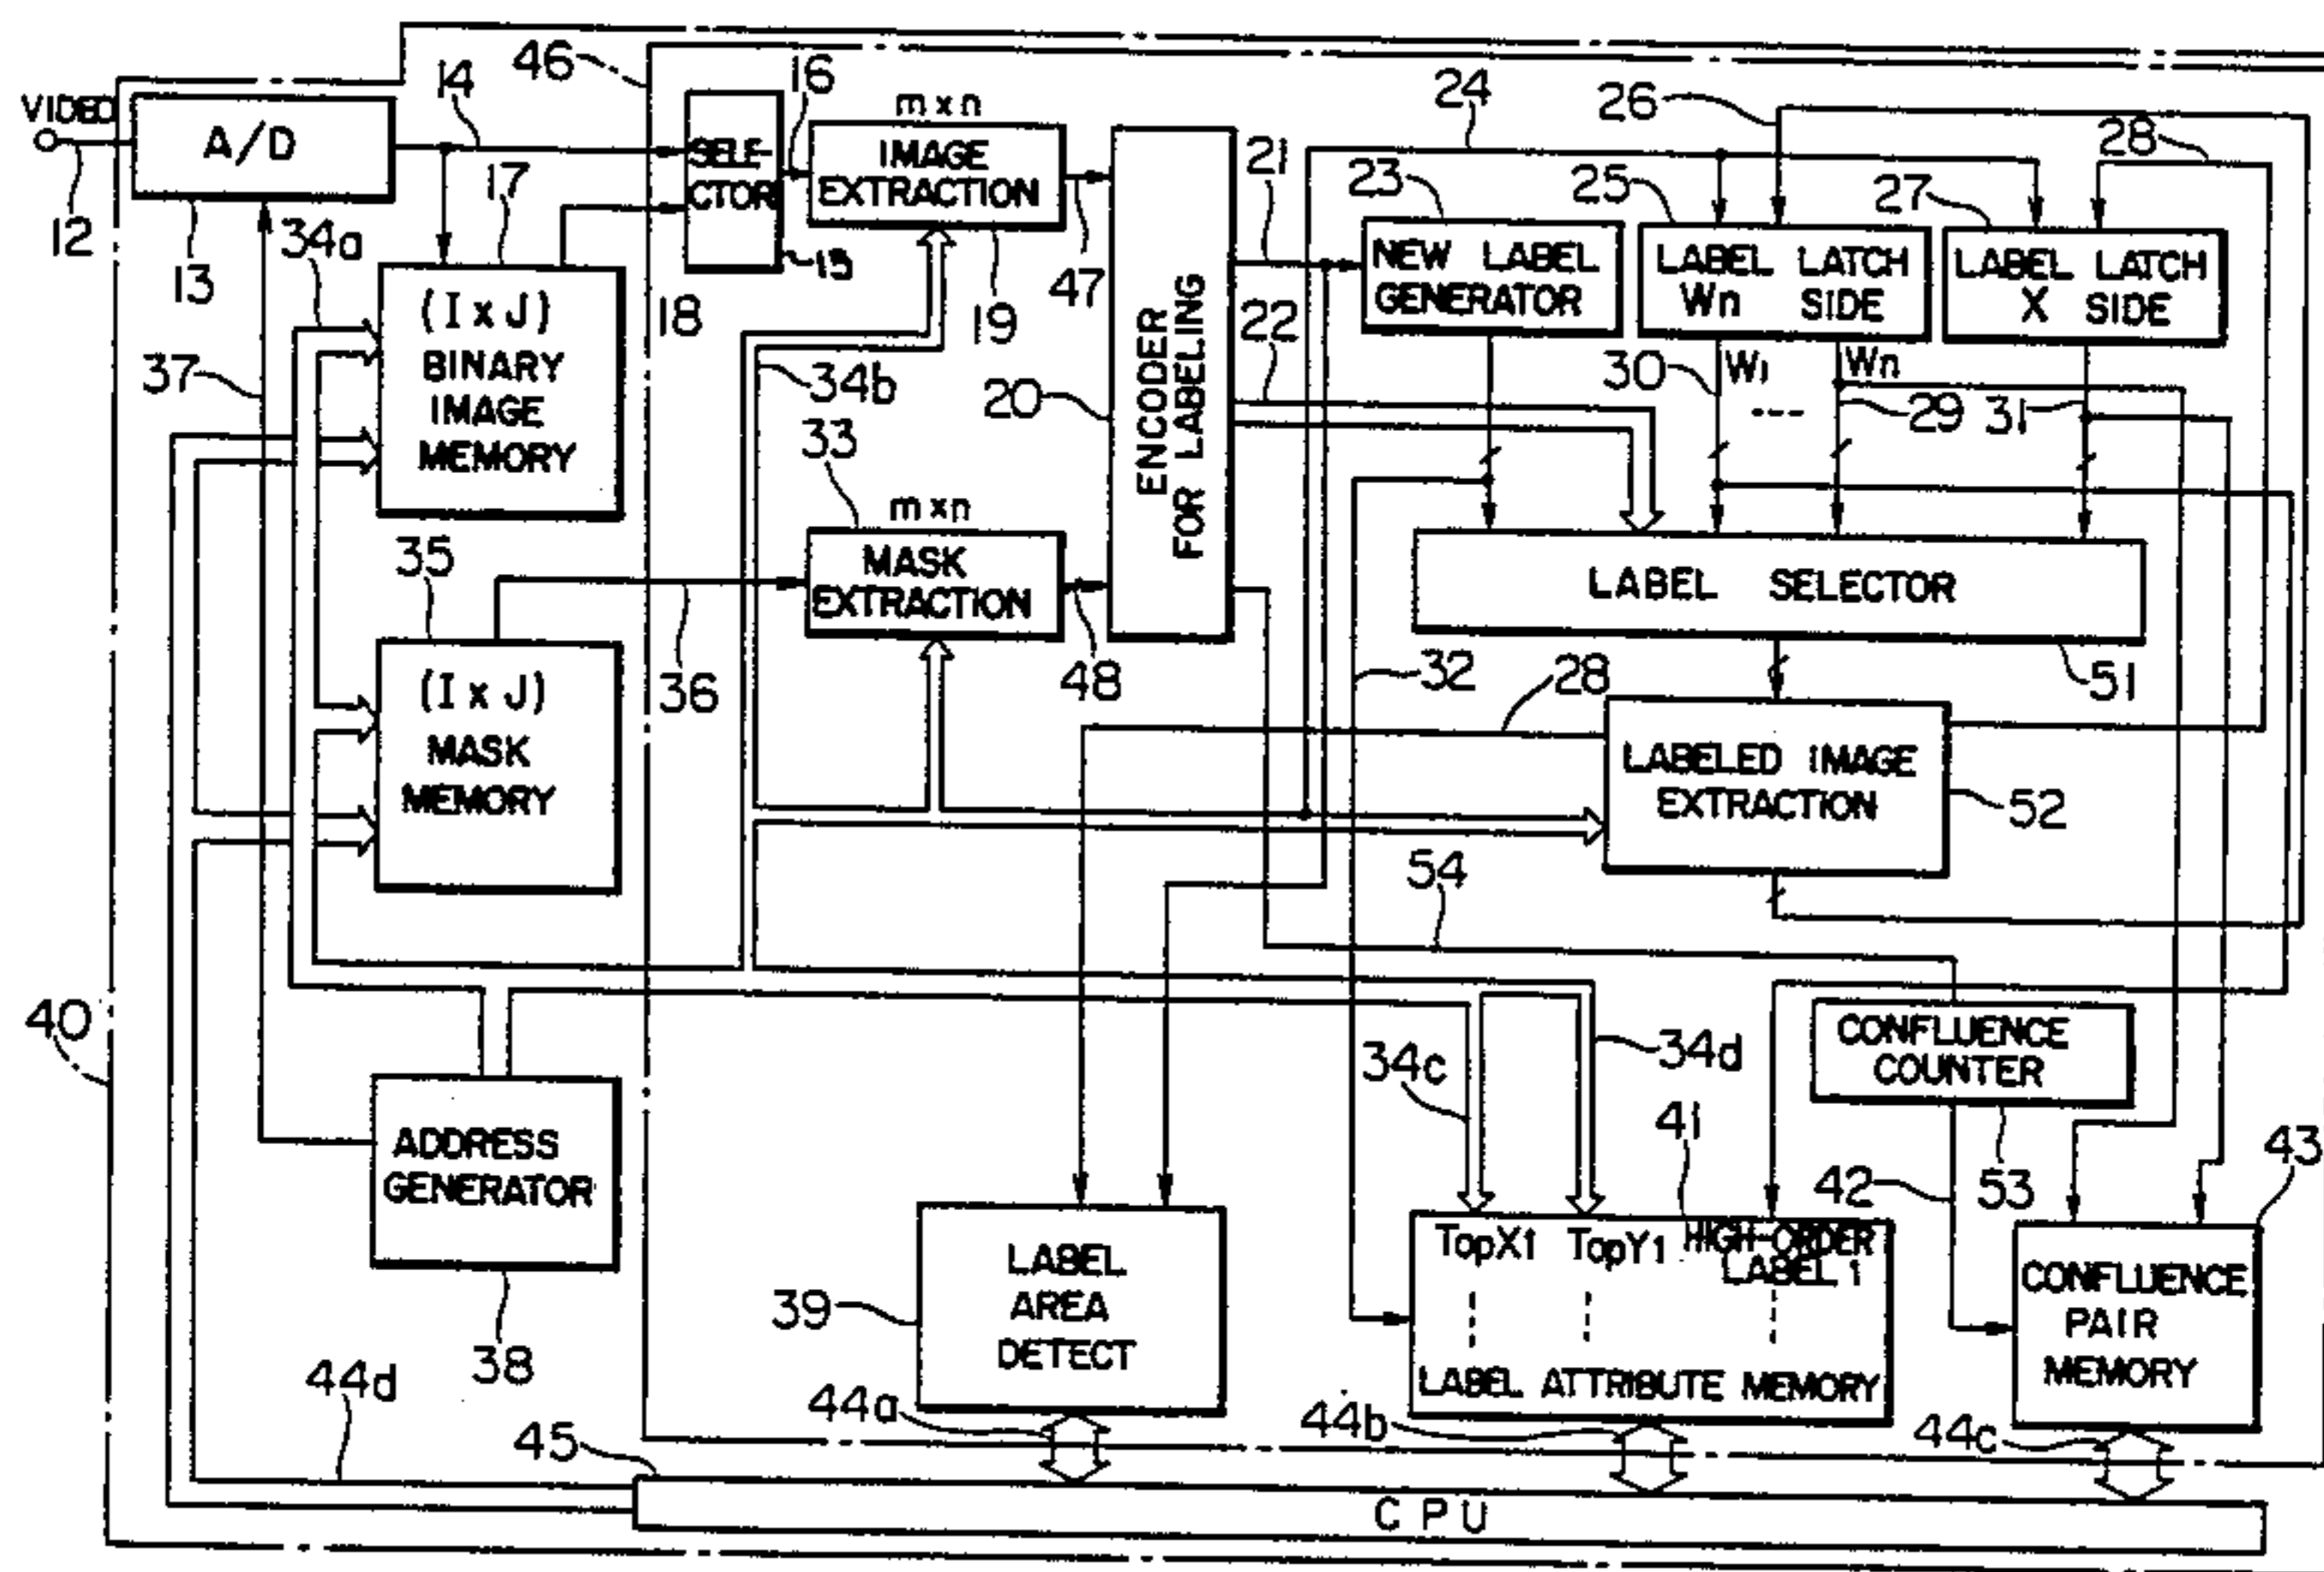 VIDEO
12
A/D
13
14
46
SELE-
CTOR
15
16
m x n
IMAGE
EXTRACTION
19
47
17
18
34a
(I x J)
BINARY
IMAGE
MEMORY
37
34b
33
m x n
MASK
EXTRACTION
48
20
ENCODER
FOR LABELING
21
22
23
NEW LABEL
GENERATOR
24
25
26
LABEL LATCH
Wn SIDE
27
28
LABEL LATCH
X SIDE
30
W1
---
Wn
29
31
LABEL SELECTOR
51
32
28
LABELED IMAGE
EXTRACTION
52
35
(I x J)
MASK
MEMORY
36
54
40
ADDRESS
GENERATOR
38
34c
34d
41
CONFLUENCE
COUNTER
53
42
43
39
LABEL
AREA
DETECT
TopX1 TopY1 HIGH-ORDER
LABEL 1
LABEL ATTRIBUTE MEMORY
CONFLUENCE
PAIR
MEMORY
44a
44b
44c
44d
45
CPU